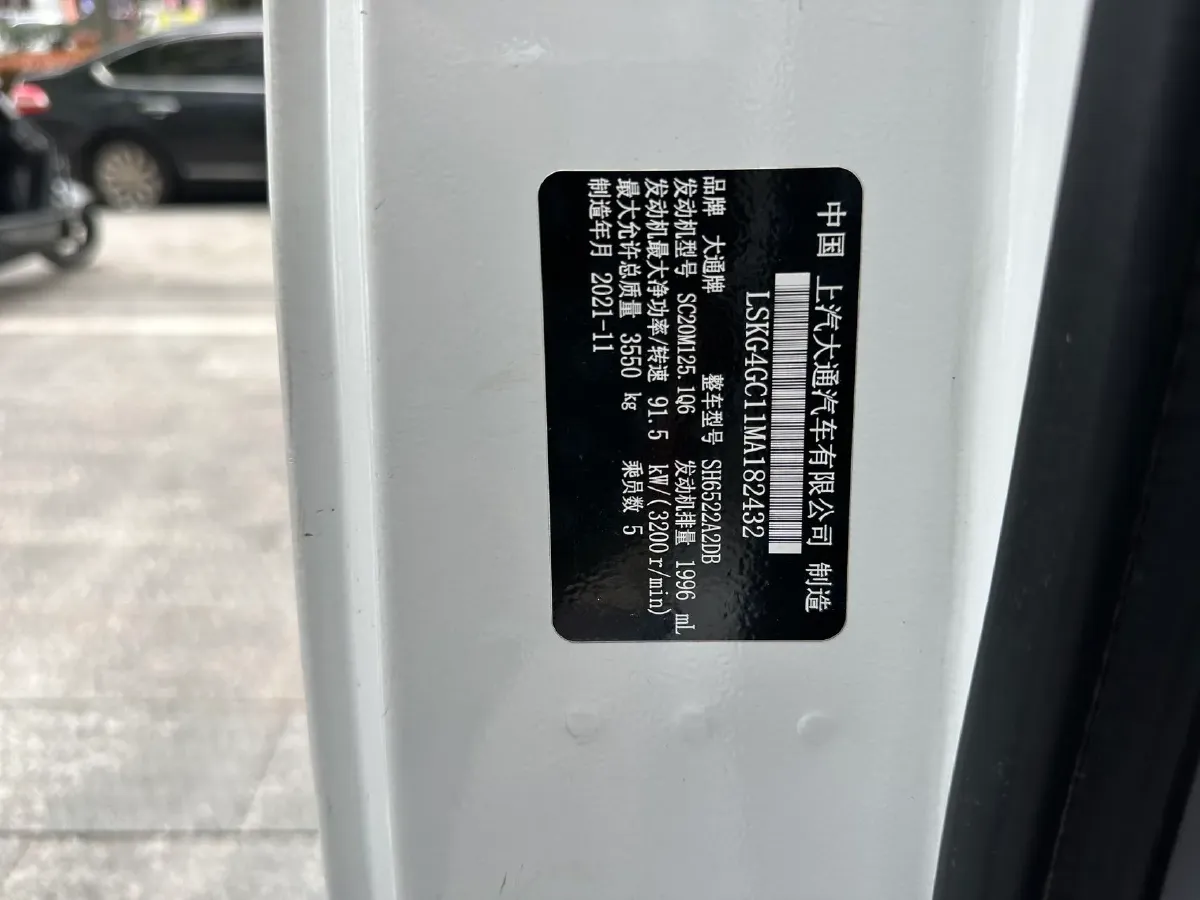 中国 上汽大通汽车有限公司 制造
LSKG4GC11MA182432
品牌 大通牌 整车型号 SH6522A2DB
发动机型号 SC20M125.1Q6 发动机排量 1996 mL
发动机最大净功率/转速 91.5 kW/(3200r/min)
最大允许总质量 3550 kg 乘员数 5
制造年月 2021-11